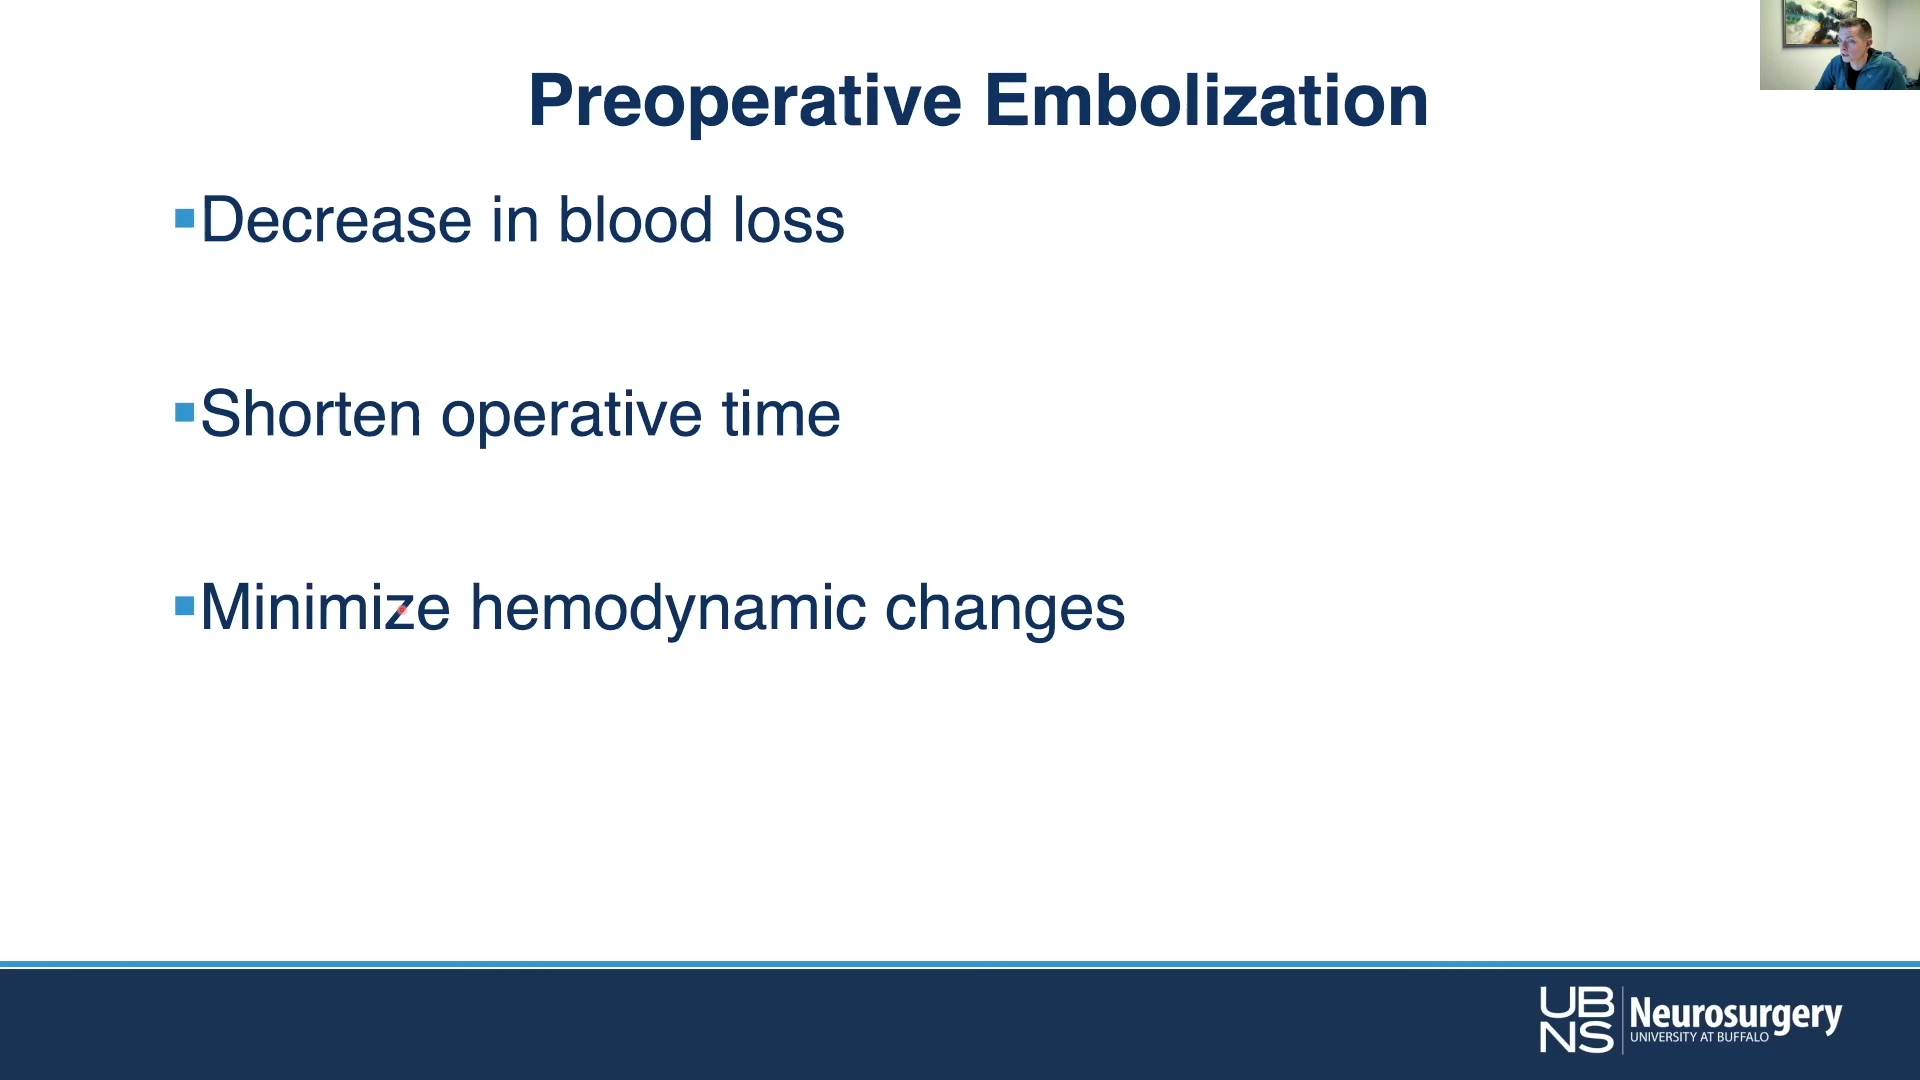 Preoperative Embolization
▪Decrease in blood loss
▪Shorten operative time
▪Minimize hemodynamic changes
UB
NS
Neurosurgery
UNIVERSITY AT BUFFALO